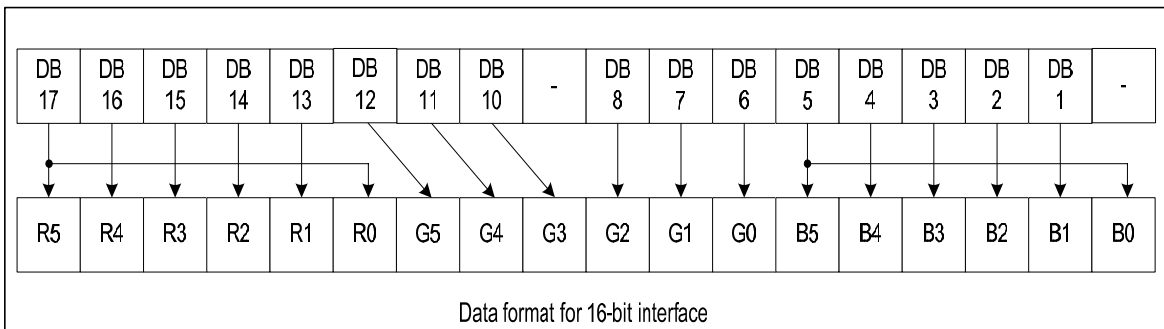 DB 17 DB 16 DB 15 DB 14 DB 13 DB 12 DB 11 DB 10 - DB 8 DB 7 DB 6 DB 5 DB 4 DB 3 DB 2 DB 1 -
R5 R4 R3 R2 R1 R0 G5 G4 G3 G2 G1 G0 B5 B4 B3 B2 B1 B0
Data format for 16-bit interface